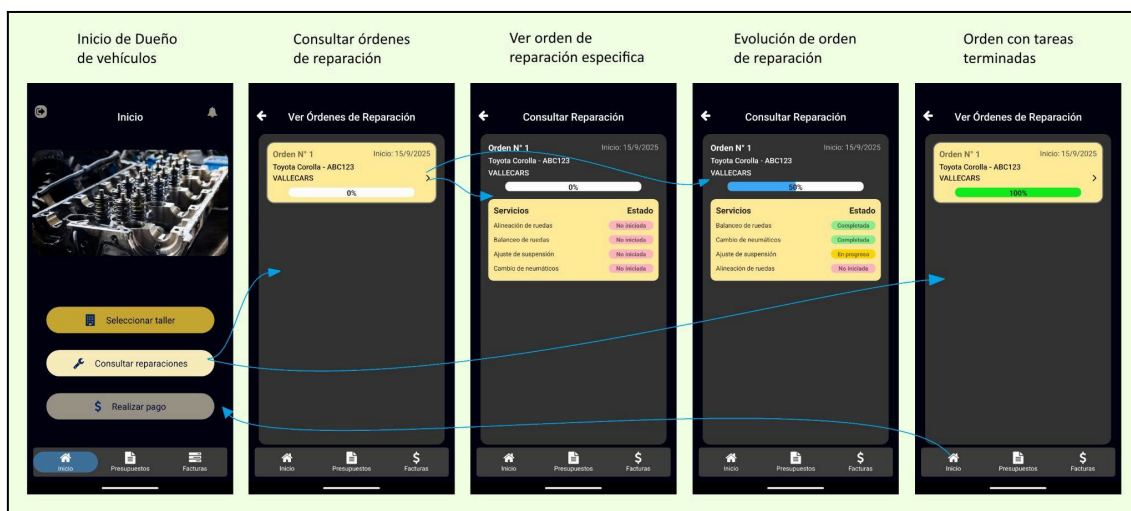 Inicio de Dueño
de vehículos
Inicio
Seleccionar taller
Consultar reparaciones
$ Realizar pago
Inicio
Presupuestos
Facturas
Consultar órdenes
de reparación
Ver Órdenes de Reparación
Orden N° 1 Inicio: 15/9/2025
Toyota Corolla - ABC123
VALLECARS
0%
Inicio
Presupuestos
$ Facturas
Ver orden de
reparación especifica
Consultar Reparación
Orden N° 1 Inicio: 15/9/2025
Toyota Corolla - ABC123
VALLECARS
0%
Servicios Estado
Alineación de ruedas No iniciada
Balanceo de ruedas No iniciada
Ajuste de suspensión No iniciada
Cambio de neumáticos No iniciada
Inicio
Presupuestos
$ Facturas
Evolución de orden
de reparación
Consultar Reparación
Orden N° 1 Inicio: 15/9/2025
Toyota Corolla - ABC123
VALLECARS
50%
Servicios Estado
Balanceo de ruedas Completada
Cambio de neumáticos Completada
Ajuste de suspensión En progreso
Alineación de ruedas No iniciada
Inicio
Presupuestos
$ Facturas
Orden con tareas
terminadas
Ver Órdenes de Reparación
Orden N° 1 Inicio: 15/9/2025
Toyota Corolla - ABC123
VALLECARS
100%
Inicio
Presupuestos
$ Facturas